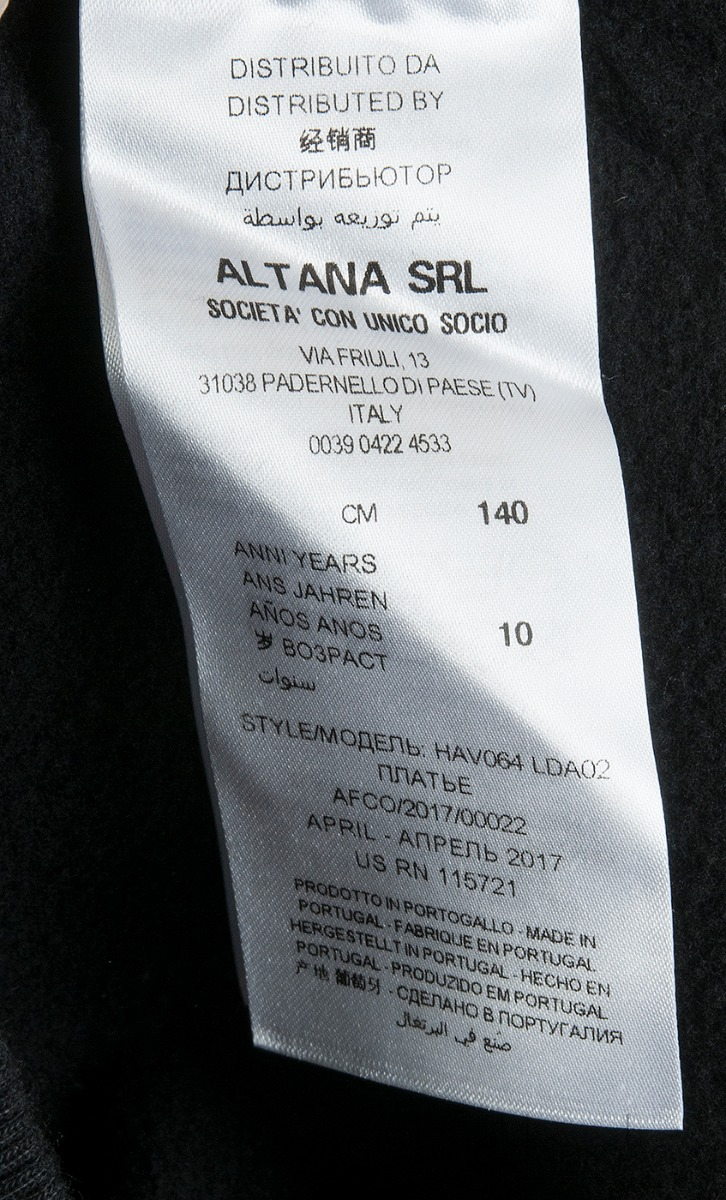 DISTRIBUITO DA
DISTRIBUTED BY
经销商
ДИСТРИБЬЮТОР
يتم توزيعه بواسطة
ALTANA SRL
SOCIETA' CON UNICO SOCIO
VIA FRIULI, 13
31038 PADERNELLO DI PAESE (TV)
ITALY
0039 0422 4533
CM 140
ANNI YEARS
ANS JAHREN
AÑOS ANOS 10
岁 ВОЗРАСТ
سنوات
STYLE/МОДЕЛЬ: HAV064 LDA02
ПЛАТЬЕ
AFCO/2017/00022
APRIL - АПРЕЛЬ 2017
US RN 115721
PRODOTTO IN PORTOGALLO - MADE IN
PORTUGAL - FABRIQUE EN PORTUGAL
HERGESTELLT IN PORTUGAL - HECHO EN
PORTUGAL - PRODUZIDO EM PORTUGAL
产地 葡萄牙 - СДЕЛАНО В ПОРТУГАЛИЯ
صنع في البرتغال